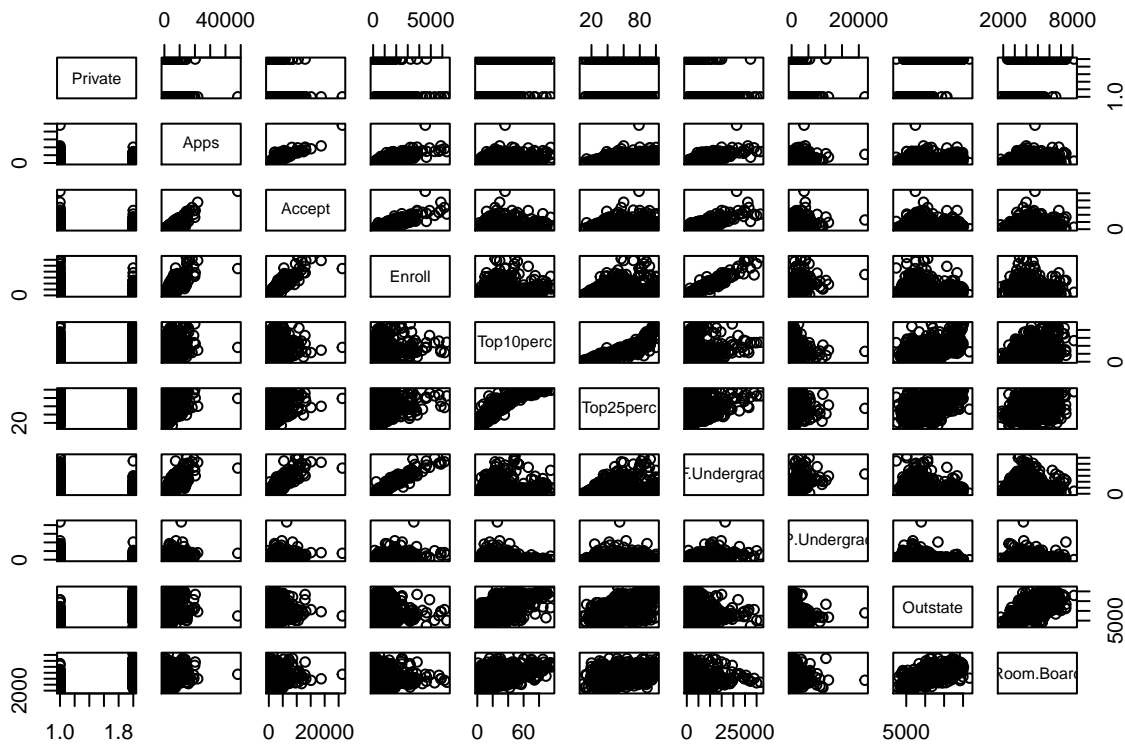 0 40000 0 5000 20 80 0 20000 2000 8000
Private 1.0
0 Apps
Accept 0
0 Enroll
Top10perc 0
20 Top25perc
F.Undergrad 0
0 P.Undergrad
Outstate 5000
2000 Room.Board
1.0 1.8 0 20000 0 60 0 25000 5000